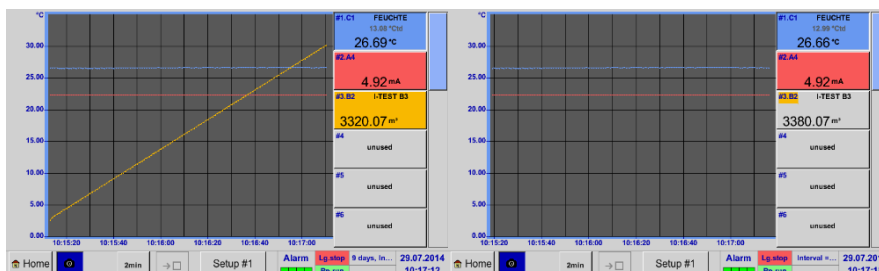 °C
30.00
25.00
20.00
15.00
10.00
5.00
0.00
10:15:20 10:15:40 10:16:00 10:16:20 10:16:40 10:17:00
#1.C1 FEUCHTE
13.08 °Ctd
26.69 °C
#2.A4
4.92 mA
#3.B2 I-TEST B3
3320.07 m³
#4
unused
#5
unused
#6
unused
Home 2min Setup #1 Alarm Lg.stop 9 days, In... 29.07.2014
°C
30.00
25.00
20.00
15.00
10.00
5.00
0.00
10:15:20 10:15:40 10:16:00 10:16:20 10:16:40 10:17:00
#1.C1 FEUCHTE
12.99 °Ctd
26.66 °C
#2.A4
4.92 mA
#3.B2 I-TEST B3
3380.07 m³
#4
unused
#5
unused
#6
unused
Home 2min Setup #1 Alarm Lg.stop Interval =...